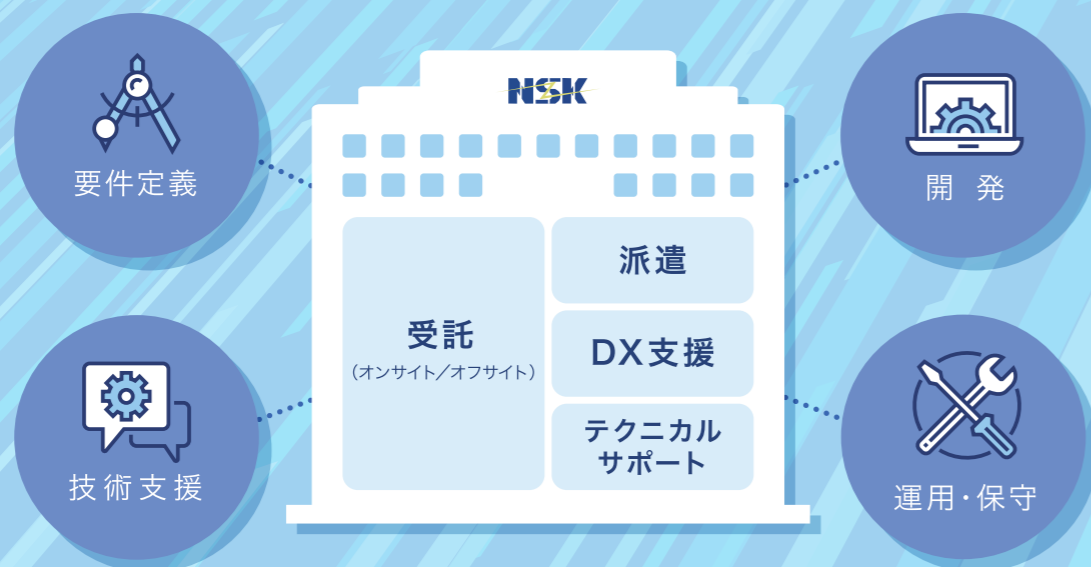 NSK
要件定義
開発
受託
（オンサイト／オフサイト）
派遣
DX支援
テクニカル
サポート
技術支援
運用・保守